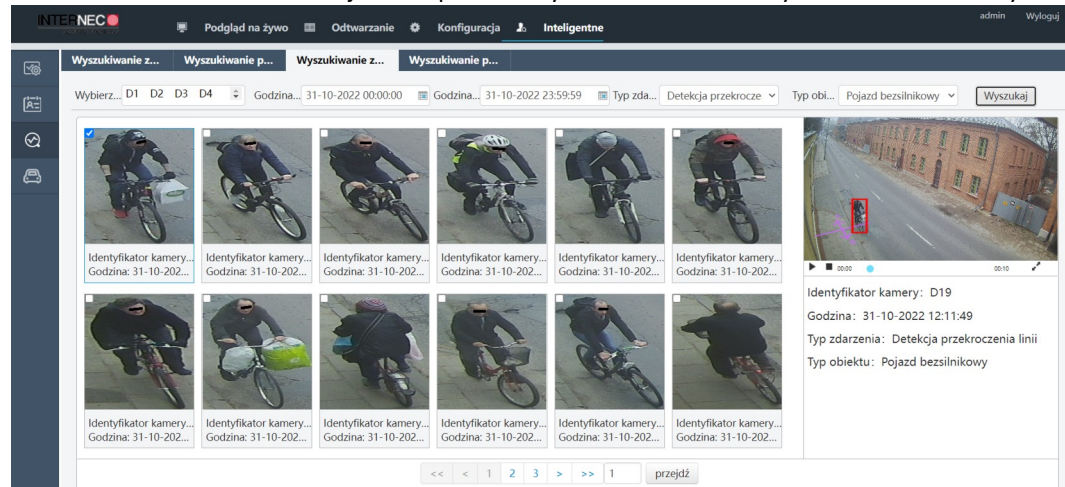 INTERNEC
Podgląd na żywo
Odtwarzanie
Konfiguracja
Inteligentne
admin
Wyloguj
Wyszukiwanie z...
Wyszukiwanie p...
Wyszukiwanie z...
Wyszukiwanie p...
Wybierz... D1 D2 D3 D4
Godzina... 31-10-2022 00:00:00
Godzina... 31-10-2022 23:59:59
Typ zda... Detekcja przekrocze
Typ obi... Pojazd bezsilnikowy
Wyszukaj
Identyfikator kamery...
Godzina: 31-10-202...
Identyfikator kamery...
Godzina: 31-10-202...
Identyfikator kamery...
Godzina: 31-10-202...
Identyfikator kamery...
Godzina: 31-10-202...
Identyfikator kamery...
Godzina: 31-10-202...
Identyfikator kamery...
Godzina: 31-10-202...
Identyfikator kamery...
Godzina: 31-10-202...
Identyfikator kamery...
Godzina: 31-10-202...
Identyfikator kamery...
Godzina: 31-10-202...
Identyfikator kamery...
Godzina: 31-10-202...
Identyfikator kamery...
Godzina: 31-10-202...
Identyfikator kamery...
Godzina: 31-10-202...
00:00
00:10
Identyfikator kamery: D19
Godzina: 31-10-2022 12:11:49
Typ zdarzenia: Detekcja przekroczenia linii
Typ obiektu: Pojazd bezsilnikowy
<< < 1 2 3 > >> 1 przejdź